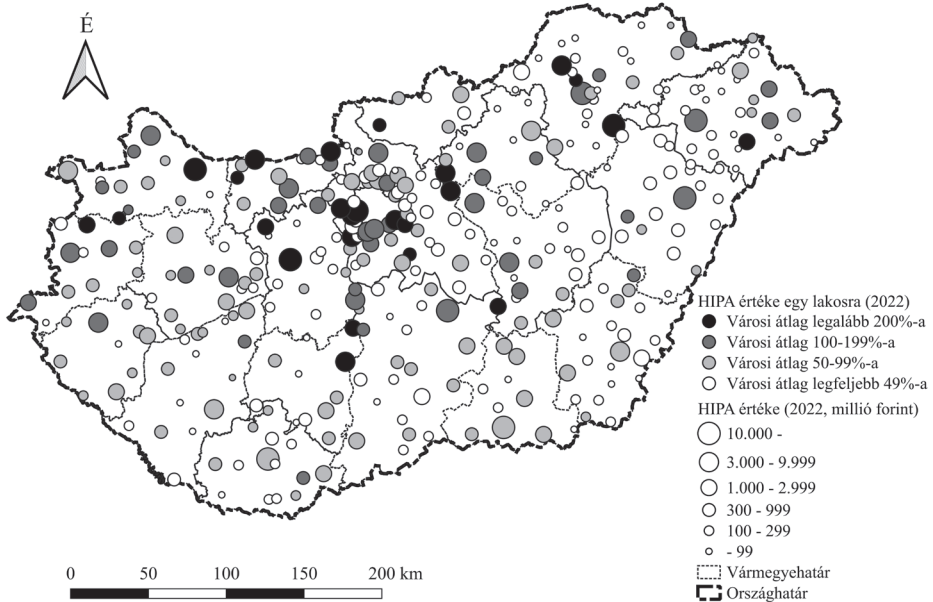 É
HIPA értéke egy lakosra (2022)
Városi átlag legalább 200%-a
Városi átlag 100-199%-a
Városi átlag 50-99%-a
Városi átlag legfeljebb 49%-a
HIPA értéke (2022, millió forint)
10.000 -
3.000 - 9.999
1.000 - 2.999
300 - 999
100 - 299
- 99
Vármegyehatár
Országhatár
0 50 100 150 200 km